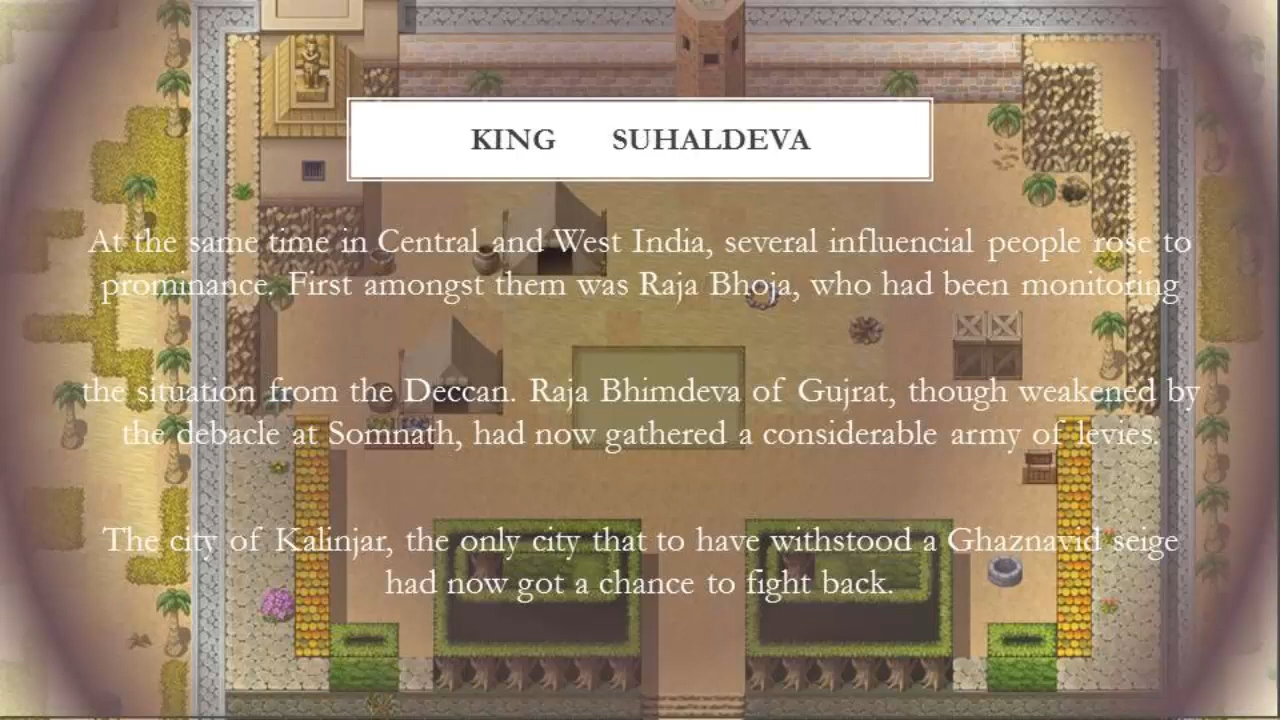 KING SUHALDEVA
At the same time in Central and West India, several influencial people rose to
prominance. First amongst them was Raja Bhoja, who had been monitoring
the situation from the Deccan. Raja Bhimdeva of Gujrat, though weakened by
the debacle at Somnath, had now gathered a considerable army of levies.
The city of Kalinjar, the only city that to have withstood a Ghaznavid seige
had now got a chance to fight back.